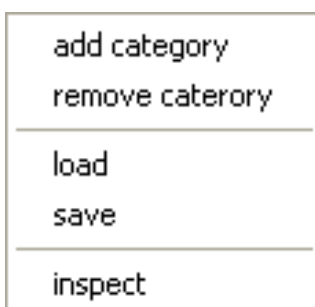 add category
remove caterory
load
save
inspect